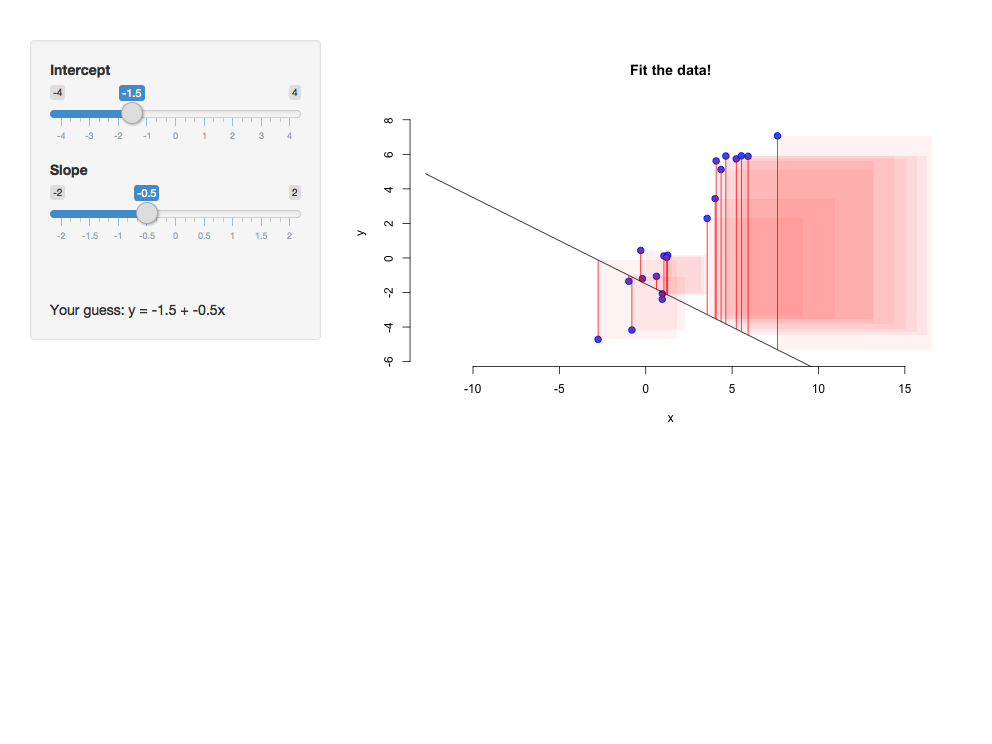 Intercept
-4 -1.5 4
-4 -3 -2 -1 0 1 2 3 4
Slope
-2 -0.5 2
-2 -1.5 -1 -0.5 0 0.5 1 1.5 2
Your guess: y = -1.5 + -0.5x
Fit the data!
8
6
4
2
0
-2
-4
-6
y
-10 -5 0 5 10 15
x